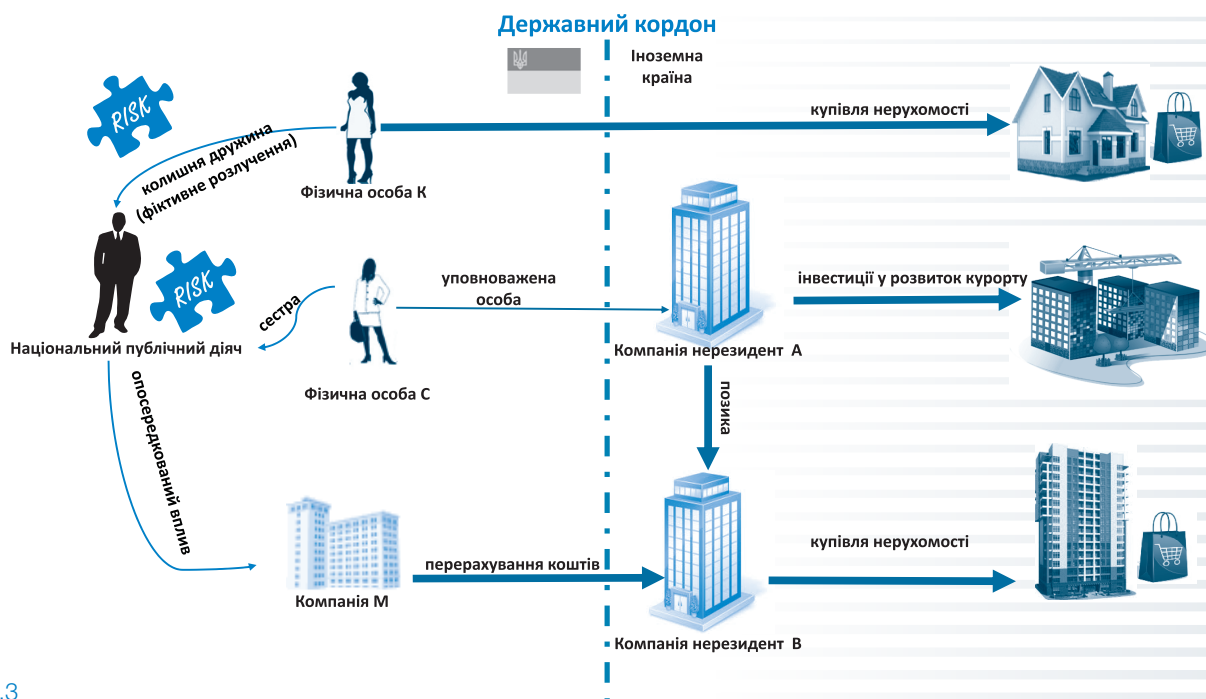 Державний кордон
Іноземна
країна
RISK
колишня дружина
(фіктивне розлучення)
Фізична особа К
купівля нерухомості
RISK
Національний публічний діяч
сестра
уповноважена
особа
Фізична особа С
Компанія нерезидент А
інвестиції у розвиток курорту
позика
опосередкований вплив
Компанія М
перерахування коштів
Компанія нерезидент В
купівля нерухомості
.3